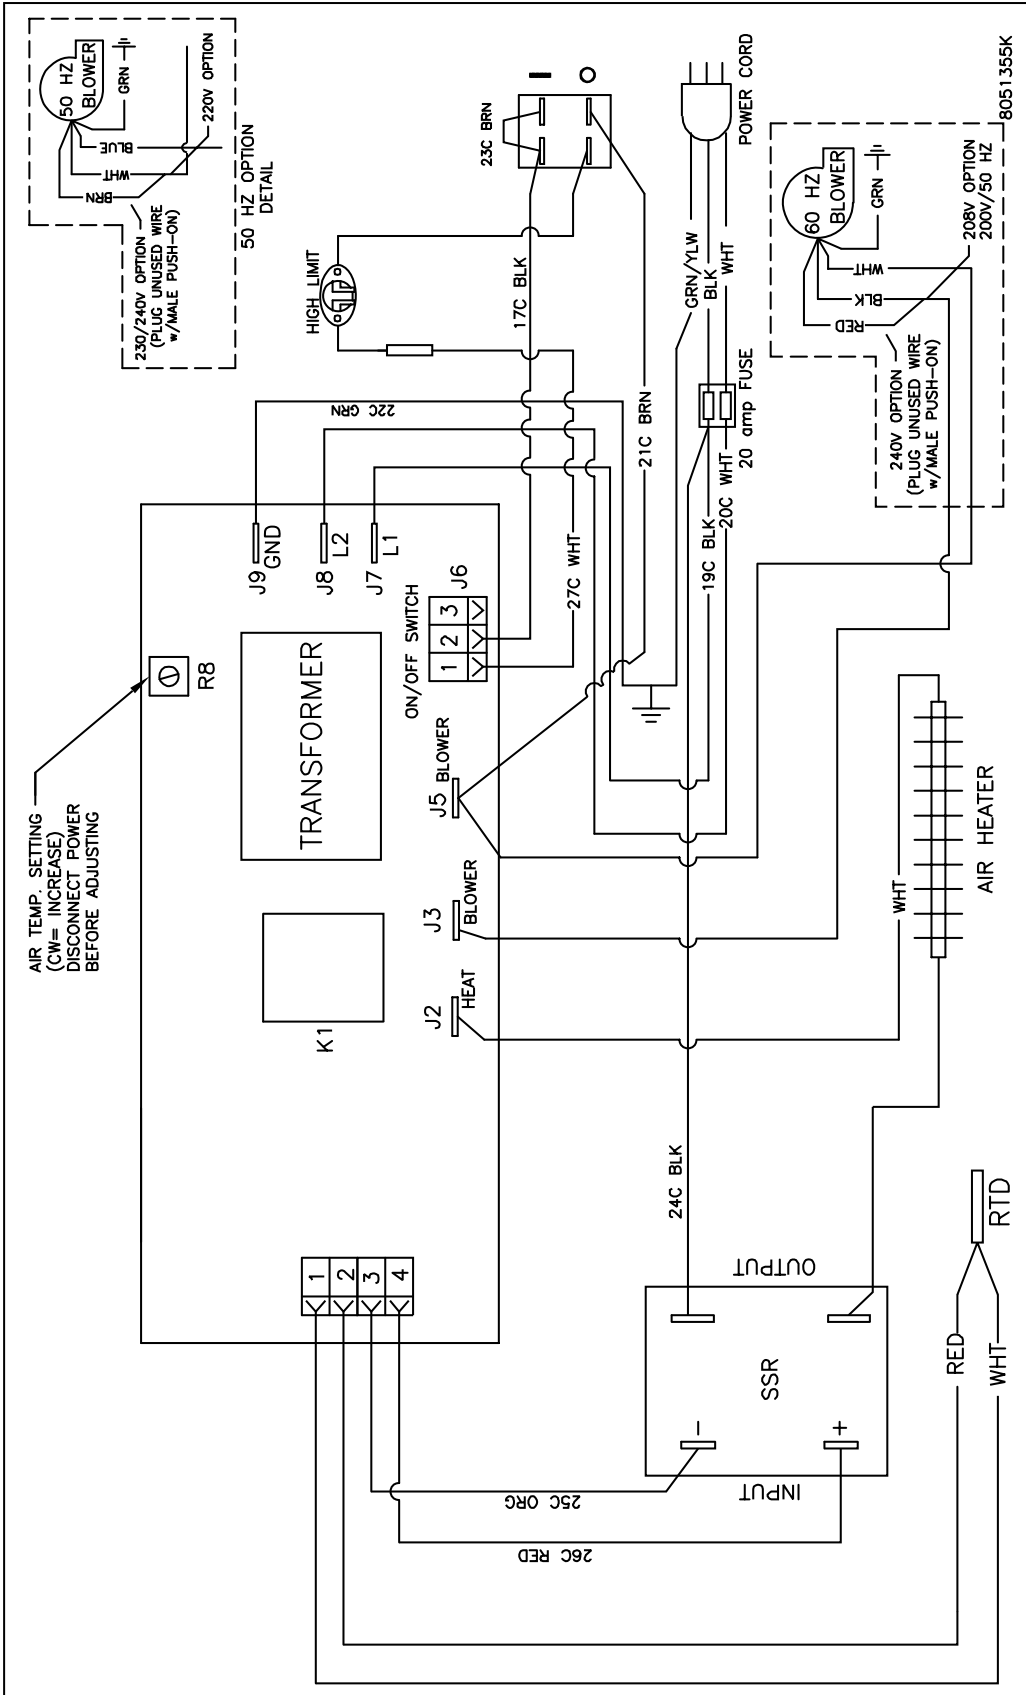 50 HZ
BLOWER
GRN
BLUE
WHT
BRN
220V OPTION
230/240V OPTION
(PLUG UNUSED WIRE
w/MALE PUSH-ON)
50 HZ OPTION
DETAIL
23C BRN
POWER CORD
8051355K
HIGH LIMIT
17C BLK
21C BRN
GRN/YLW
BLK
WHT
20 amp FUSE
60 HZ
BLOWER
GRN
WHT
BLK
RED
208V OPTION
200V/50 HZ
240V OPTION
(PLUG UNUSED WIRE
w/MALE PUSH-ON)
22C GRN
27C WHT
19C BLK
20C WHT
J9
GND
J8
L2
J7
L1
ON/OFF SWITCH
J6
1
2
3
R8
AIR TEMP. SETTING
(CW= INCREASE)
DISCONNECT POWER
BEFORE ADJUSTING
TRANSFORMER
K1
J5
BLOWER
J3
BLOWER
J2
HEAT
WHT
AIR HEATER
24C BLK
1
2
3
4
OUTPUT
SSR
INPUT
-
+
25C ORG
26C RED
RED
WHT
RTD